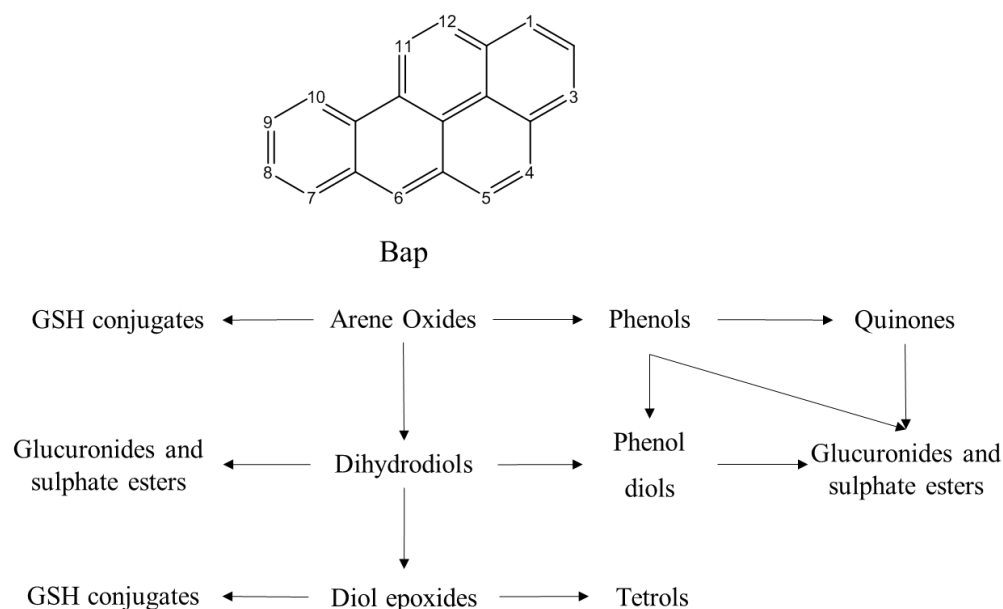 12
1
11
10
3
9
8
4
7
6
5
Bap
GSH conjugates
Arene Oxides
Phenols
Quinones
Glucuronides and
sulphate esters
Dihydrodiols
Phenol
diols
Glucuronides and
sulphate esters
GSH conjugates
Diol epoxides
Tetrols